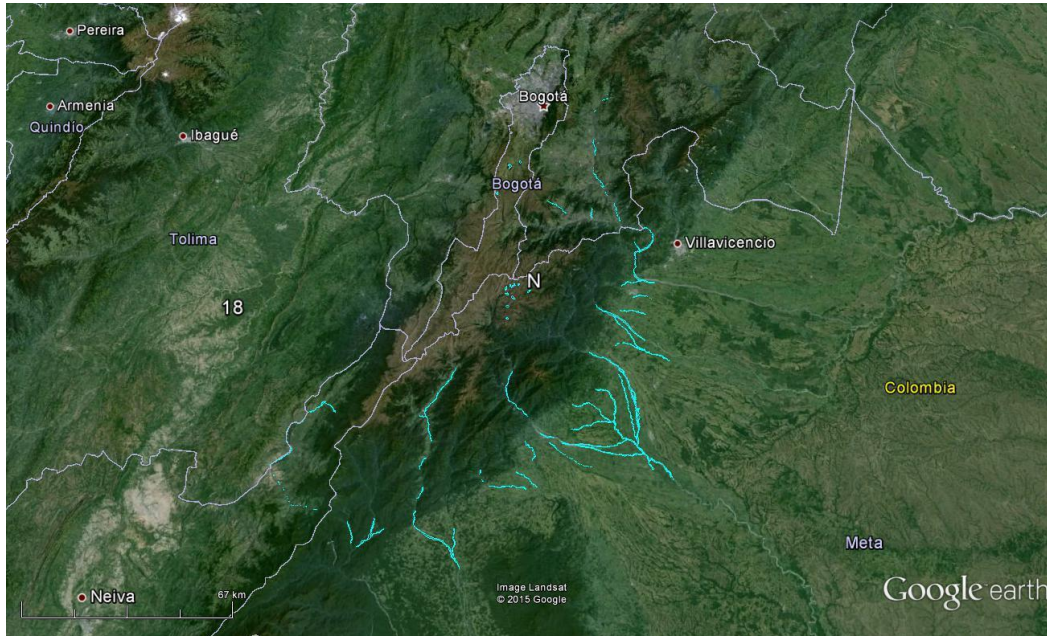 Pereira
Bogotá
Armenia
Quindío
Ibagué
Bogotá
Tolima
Villavicencio
N
18
Colombia
Meta
Neiva
67 km
Image Landsat
© 2015 Google
Google earth